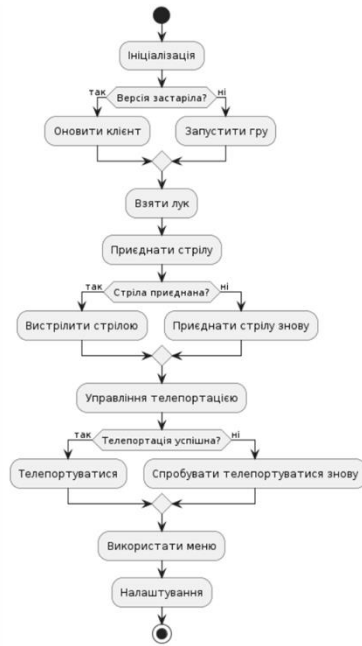 Ініціалізація
так
Версія застаріла?
ні
Оновити клієнт
Запустити гру
Взяти лук
Приєднати стрілу
так
Стріла приєднана?
ні
Вистрілити стрілою
Приєднати стрілу знову
Управління телепортацією
так
Телепортація успішна?
ні
Телепортуватися
Спробувати телепортуватися знову
Використати меню
Налаштування